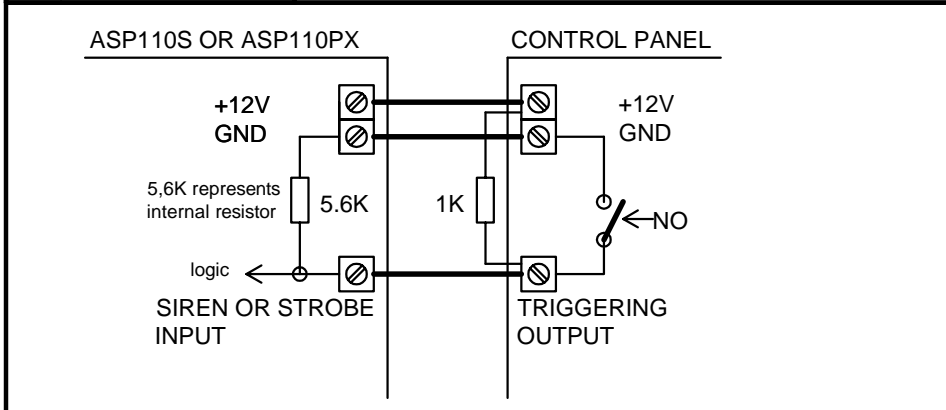 ASP110S OR ASP110PX
CONTROL PANEL
+12V
GND
+12V
GND
5,6K represents
internal resistor
5.6K
1K
NO
logic
SIREN OR STROBE
INPUT
TRIGGERING
OUTPUT